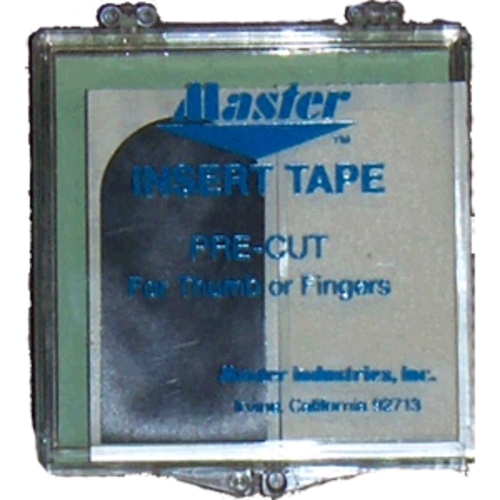 Master
TM
INSERT TAPE
PRE-CUT
For Thumb or Fingers
Master Industries, Inc.
Irvine, California 92713